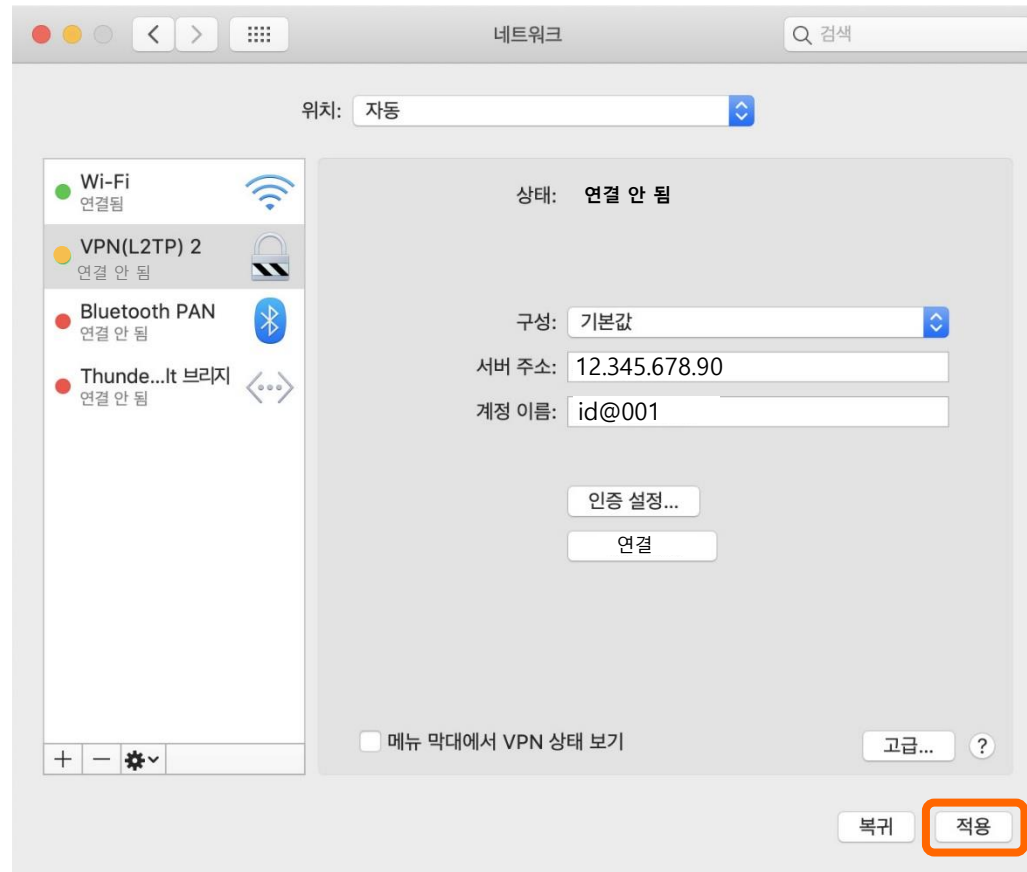 네트워크
검색
위치: 자동
Wi-Fi
연결됨
VPN(L2TP) 2
연결 안 됨
Bluetooth PAN
연결 안 됨
Thunde...lt 브리지
연결 안 됨
상태: 연결 안 됨
구성: 기본값
서버 주소: 12.345.678.90
계정 이름: id@001
인증 설정...
연결
메뉴 막대에서 VPN 상태 보기
고급... ?
복귀 적용